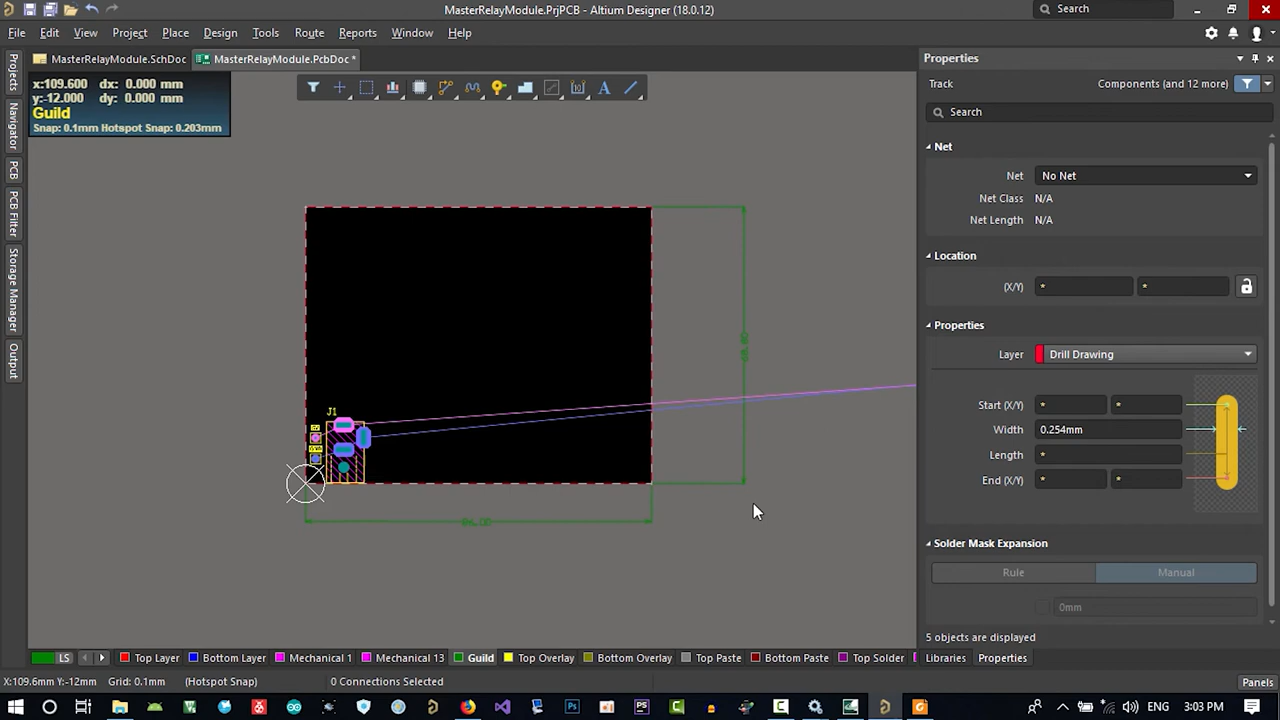 MasterRelayModule.PrjPCB - Altium Designer (18.0.12)
Search
File Edit View Project Place Design Tools Route Reports Window Help
MasterRelayModule.SchDoc
MasterRelayModule.PcbDoc *
Properties
Projects
Navigator
PCB
PCB Filter
Storage Manager
Output
x:109.600 dx: 0.000 mm
y:-12.000 dy: 0.000 mm
Guild
Snap: 0.1mm Hotspot Snap: 0.203mm
Track
Components (and 12 more)
Search
Net
Net No Net
Net Class N/A
Net Length N/A
Location
(X/Y) * *
Properties
Layer Drill Drawing
Start (X/Y) * *
Width 0.254mm
Length *
End (X/Y) * *
Solder Mask Expansion
Rule Manual
0mm
5 objects are displayed
J1
LS Top Layer Bottom Layer Mechanical 1 Mechanical 13 Guild Top Overlay Bottom Overlay Top Paste Bottom Paste Top Solder
Libraries Properties
X:109.6mm Y:-12mm Grid: 0.1mm (Hotspot Snap) 0 Connections Selected
Panels
3:03 PM